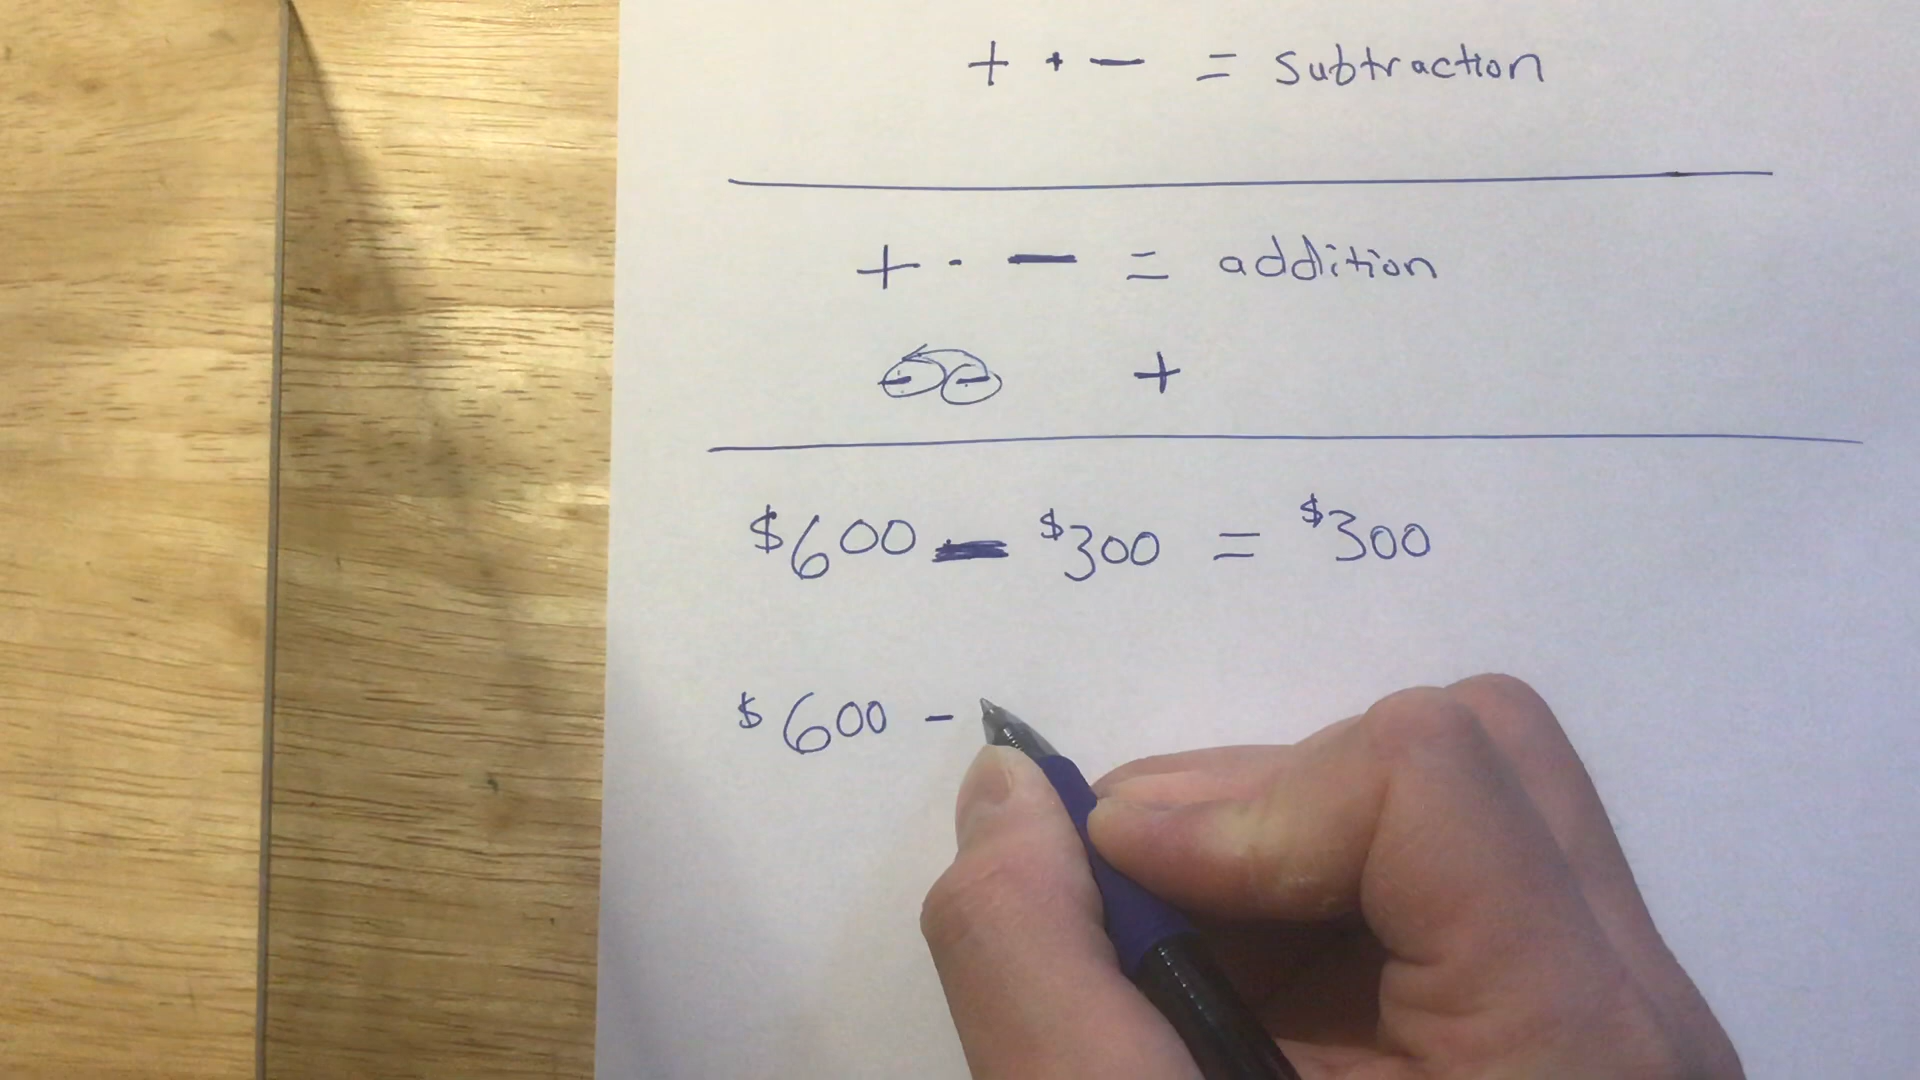 + + - = subtraction
+ - - = addition
- - +
$600 - $300 = $300
$600 -